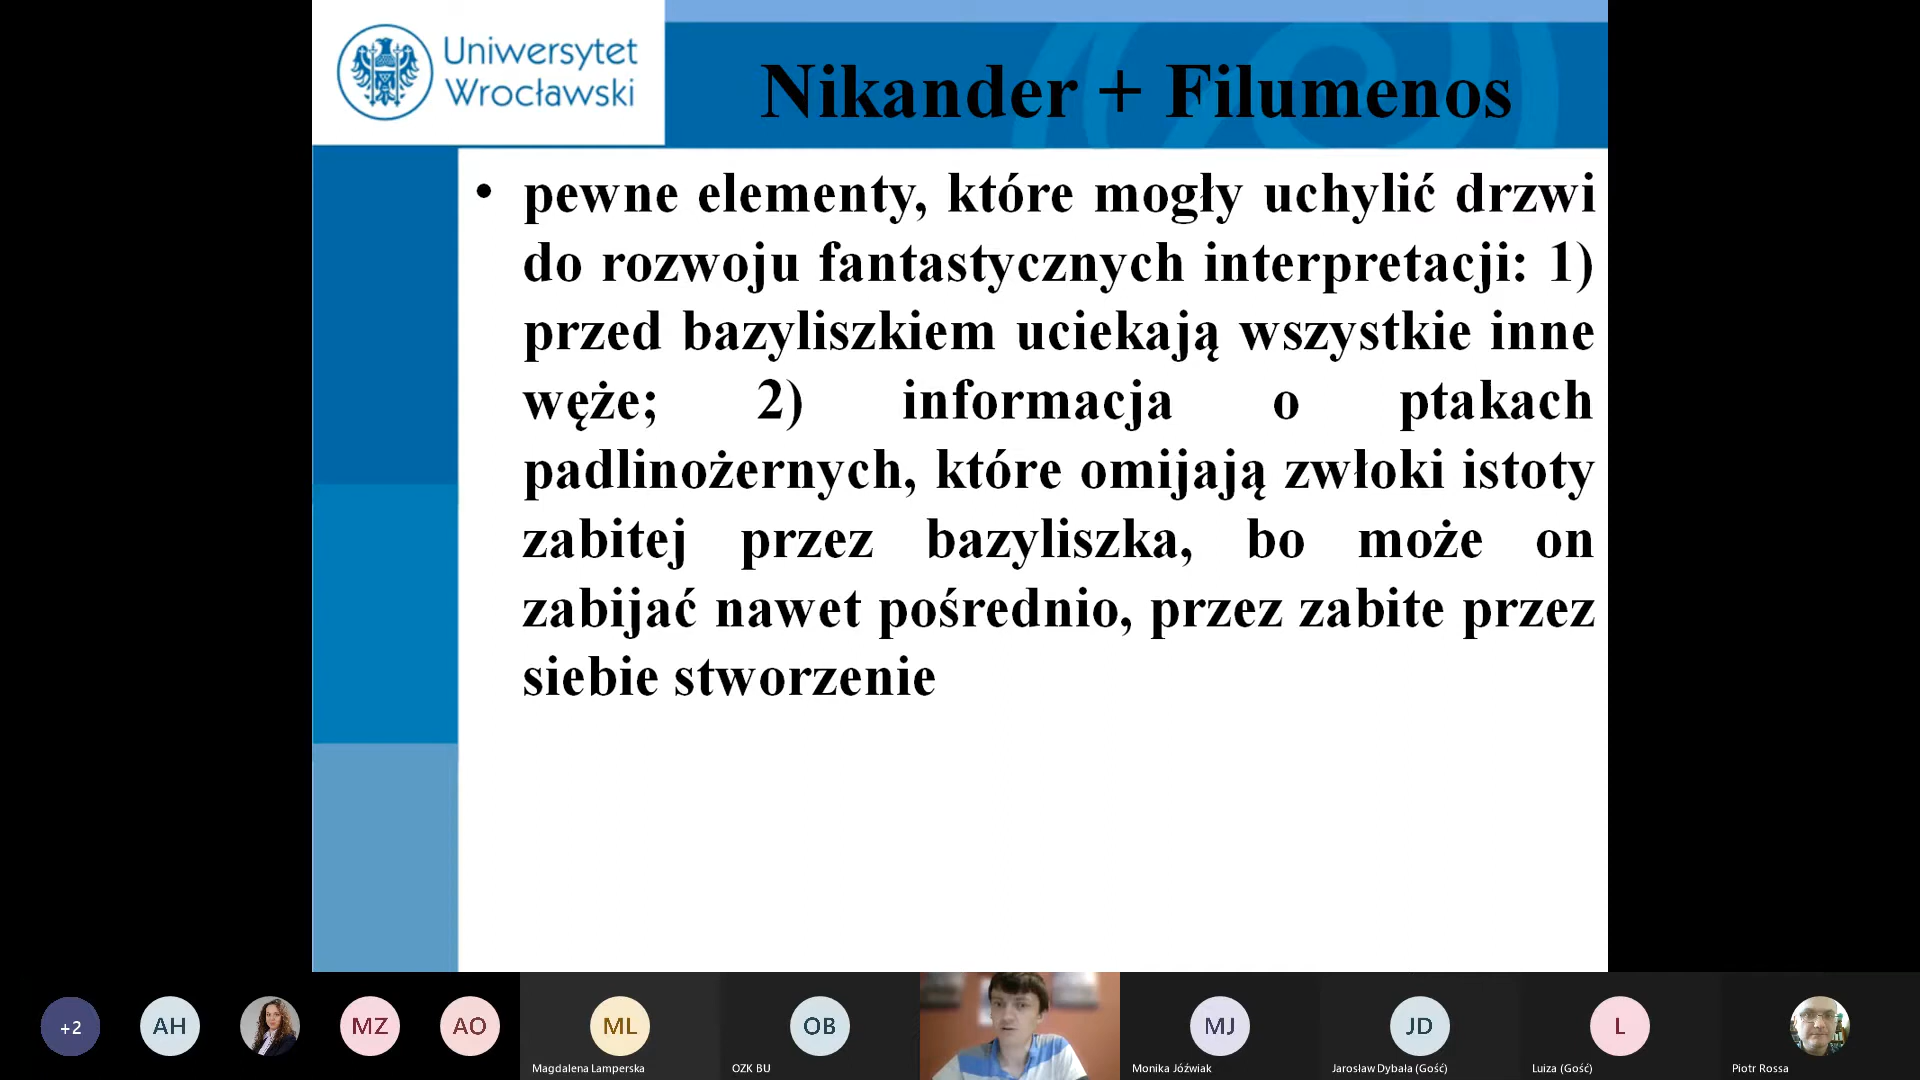 Uniwersytet
Wrocławski
Nikander + Filumenos
• pewne elementy, które mogły uchylić drzwi
do rozwoju fantastycznych interpretacji: 1)
przed bazyliszkiem uciekają wszystkie inne
węże; 2) informacja o ptakach
padlinożernych, które omijają zwłoki istoty
zabitej przez bazyliszka, bo może on
zabijać nawet pośrednio, przez zabite przez
siebie stworzenie
+2
AH
MZ
AO
ML
OB
MJ
JD
L
Magdalena Lamperska
OZK BU
Monika Jóźwiak
Jarosław Dybała (Gość)
Luiza (Gość)
Piotr Rossa